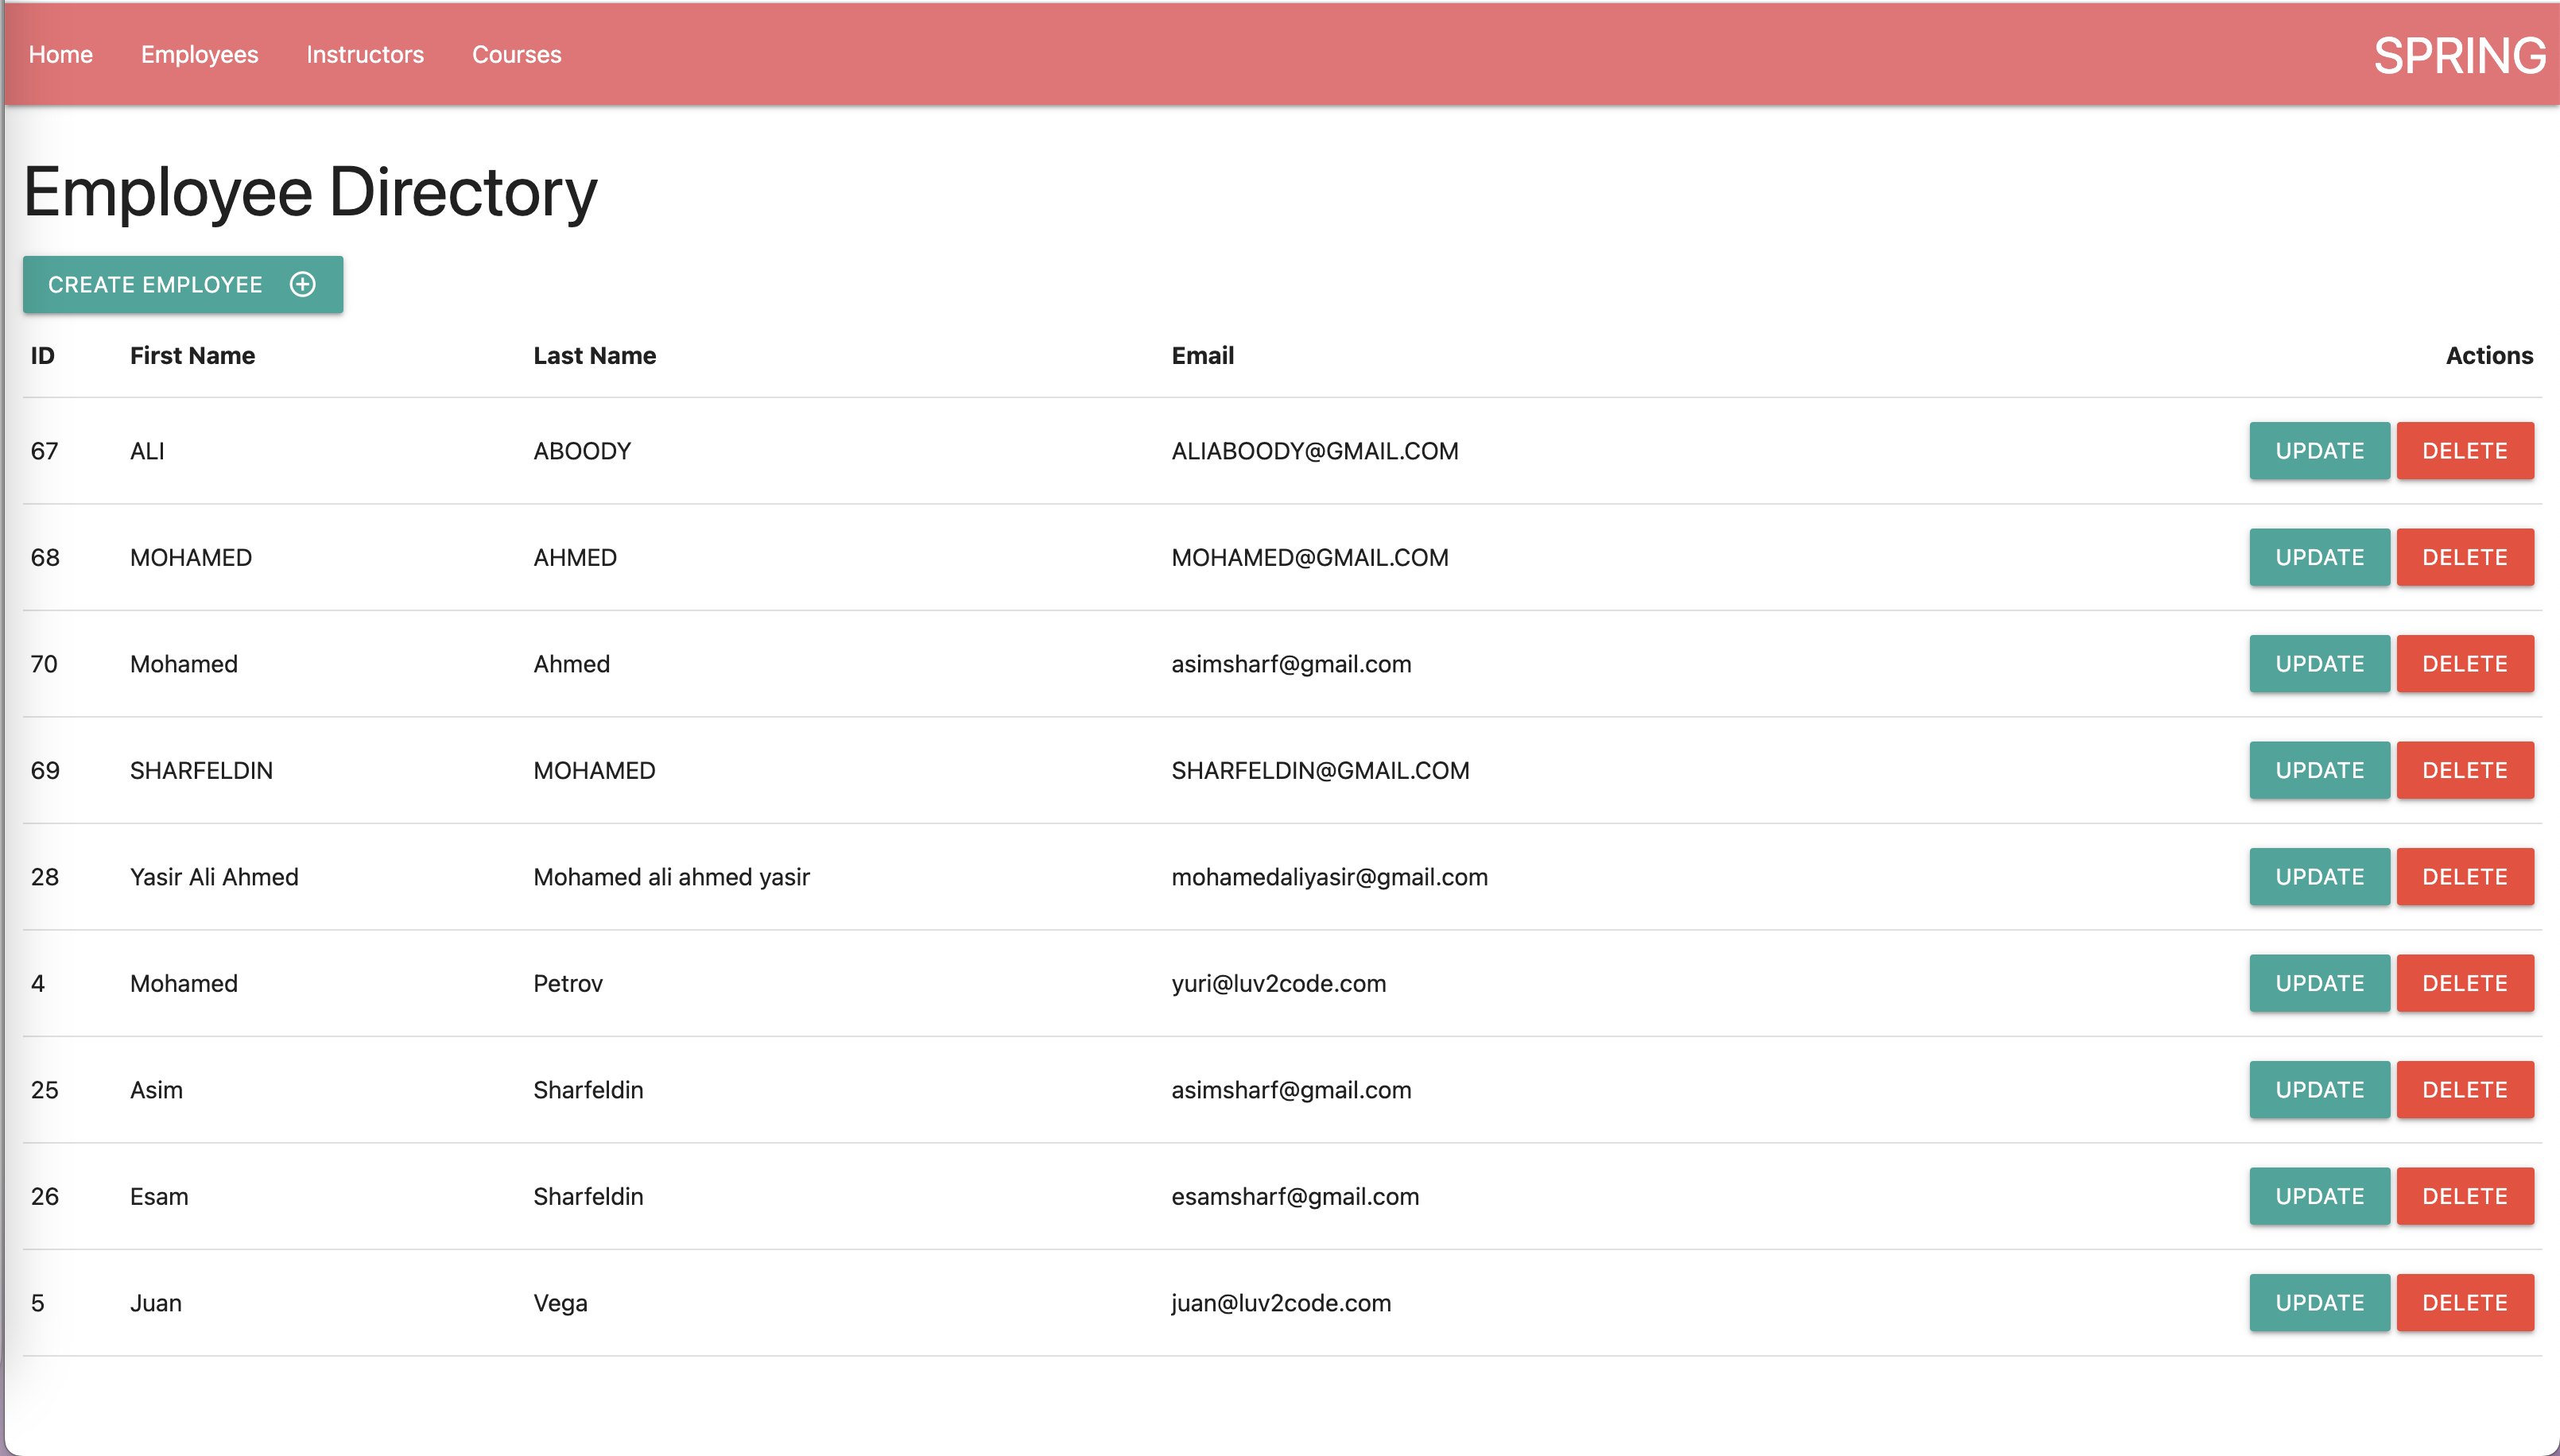 Home Employees Instructors Courses SPRING
Employee Directory
CREATE EMPLOYEE
ID First Name Last Name Email Actions
67 ALI ABOODY ALIABOODY@GMAIL.COM UPDATE DELETE
68 MOHAMED AHMED MOHAMED@GMAIL.COM UPDATE DELETE
70 Mohamed Ahmed asimsharf@gmail.com UPDATE DELETE
69 SHARFELDIN MOHAMED SHARFELDIN@GMAIL.COM UPDATE DELETE
28 Yasir Ali Ahmed Mohamed ali ahmed yasir mohamedaliyasir@gmail.com UPDATE DELETE
4 Mohamed Petrov yuri@luv2code.com UPDATE DELETE
25 Asim Sharfeldin asimsharf@gmail.com UPDATE DELETE
26 Esam Sharfeldin esamsharf@gmail.com UPDATE DELETE
5 Juan Vega juan@luv2code.com UPDATE DELETE